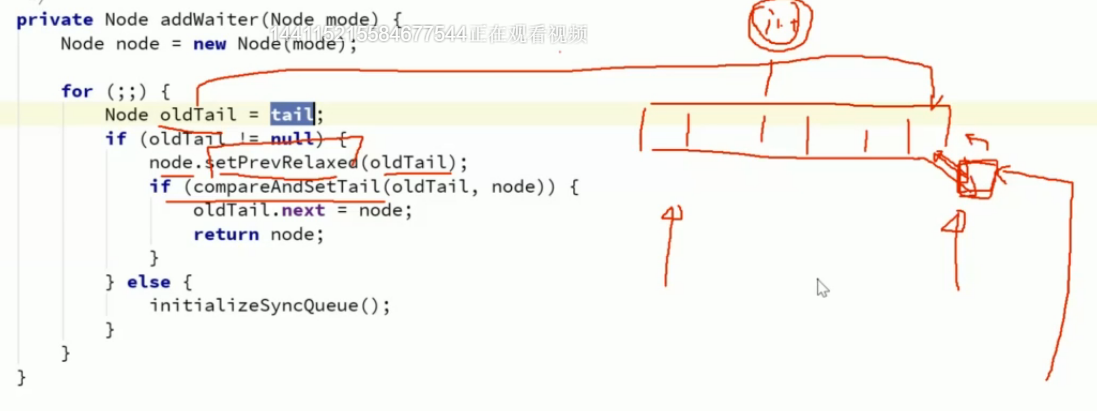 private Node addWaiter(Node mode) {
144115215584677544正在观看视频
Node node = new Node(mode);
for (;;) {
Node oldTail = tail;
if (oldTail != null) {
node.setPrevRelaxed(oldTail);
if (compareAndSetTail(oldTail, node)) {
oldTail.next = node;
return node;
}
} else {
initializeSyncQueue();
}
}
}